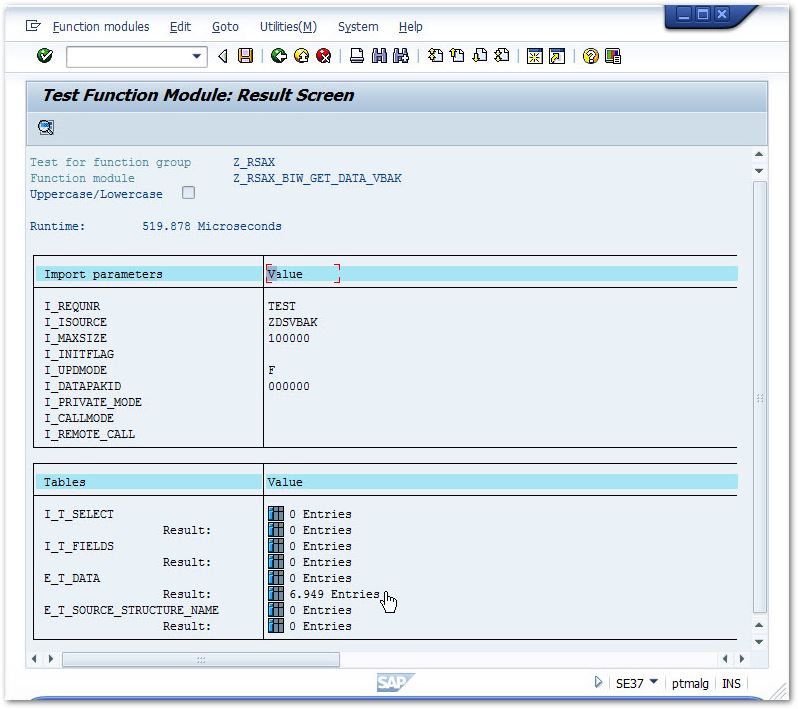 Function modules Edit Goto Utilities(M) System Help
Test Function Module: Result Screen
Test for function group Z_RSAX
Function module Z_RSAX_BIW_GET_DATA_VBAK
Uppercase/Lowercase
Runtime: 519.878 Microseconds
Import parameters Value
I_REQUNR TEST
I_ISOURCE ZDSVBAK
I_MAXSIZE 100000
I_INITFLAG
I_UPDMODE F
I_DATAPAKID 000000
I_PRIVATE_MODE
I_CALLMODE
I_REMOTE_CALL
Tables Value
I_T_SELECT 0 Entries
Result: 0 Entries
I_T_FIELDS 0 Entries
Result: 0 Entries
E_T_DATA 0 Entries
Result: 6.949 Entries
E_T_SOURCE_STRUCTURE_NAME 0 Entries
Result: 0 Entries
SAP SE37 ptmalg INS